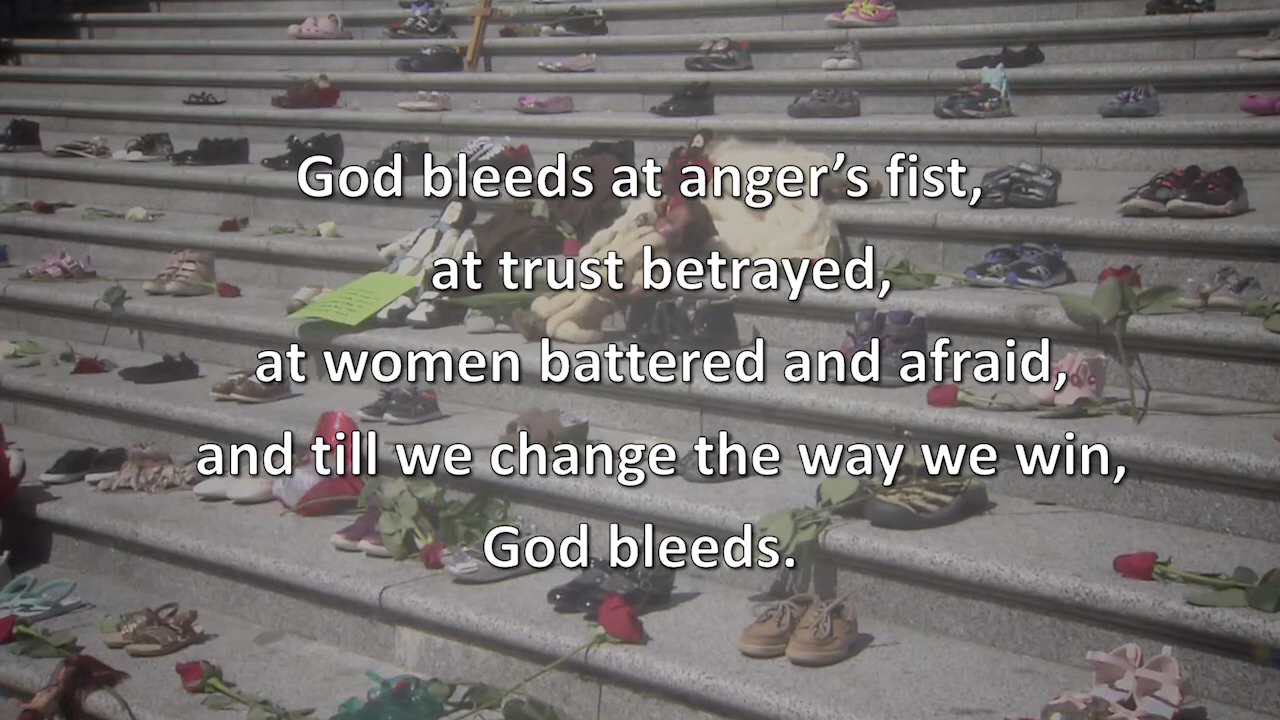 God bleeds at anger’s fist,
at trust betrayed,
at women battered and afraid,
and till we change the way we win,
God bleeds.